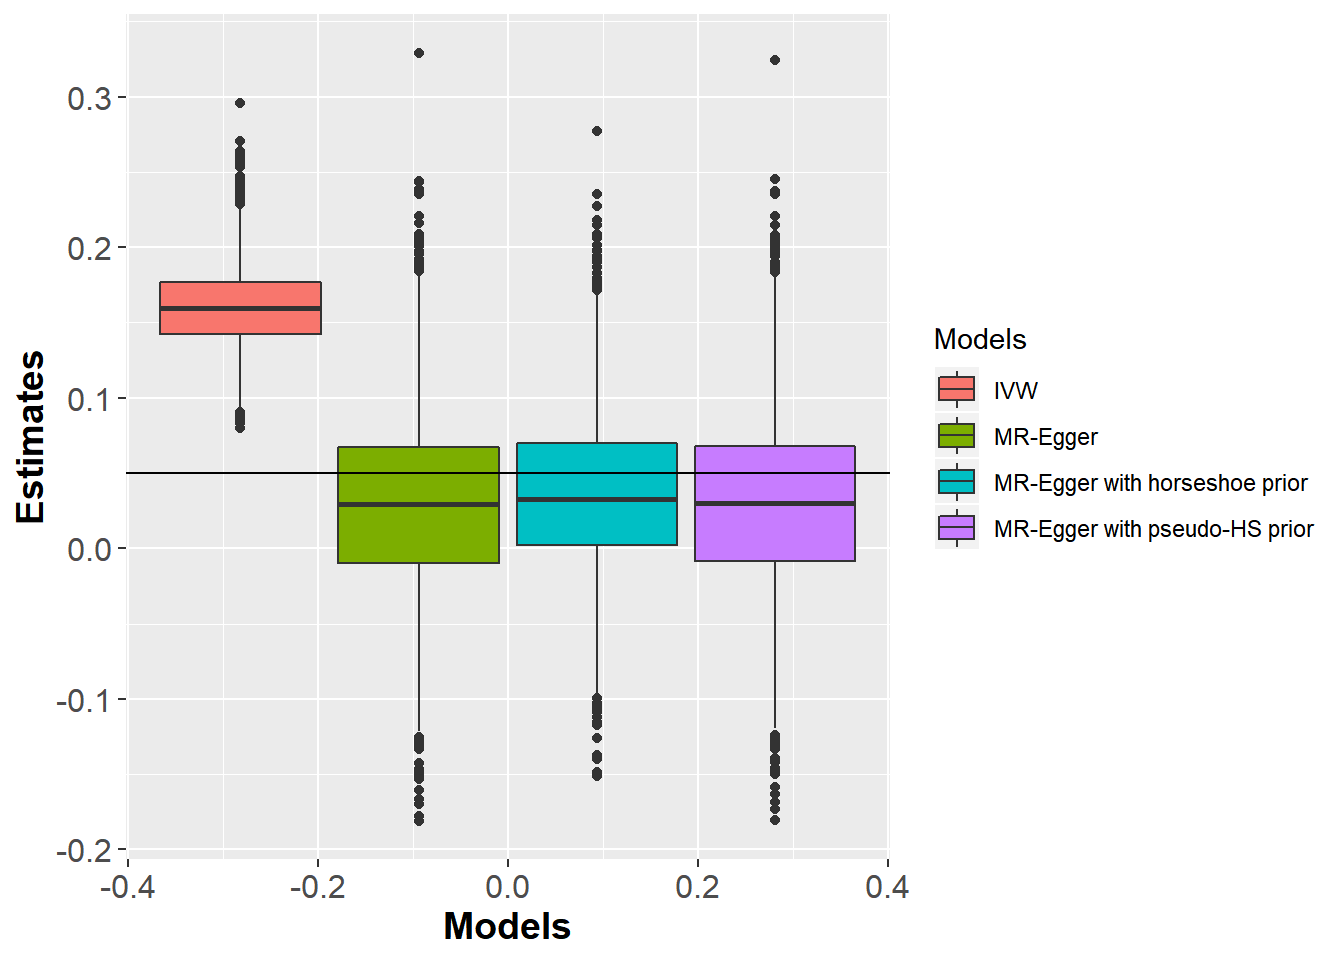 0.3
0.2
0.1
0.0
-0.1
-0.2
Estimates
-0.4
-0.2
0.0
0.2
0.4
Models
Models
IVW
MR-Egger
MR-Egger with horseshoe prior
MR-Egger with pseudo-HS prior